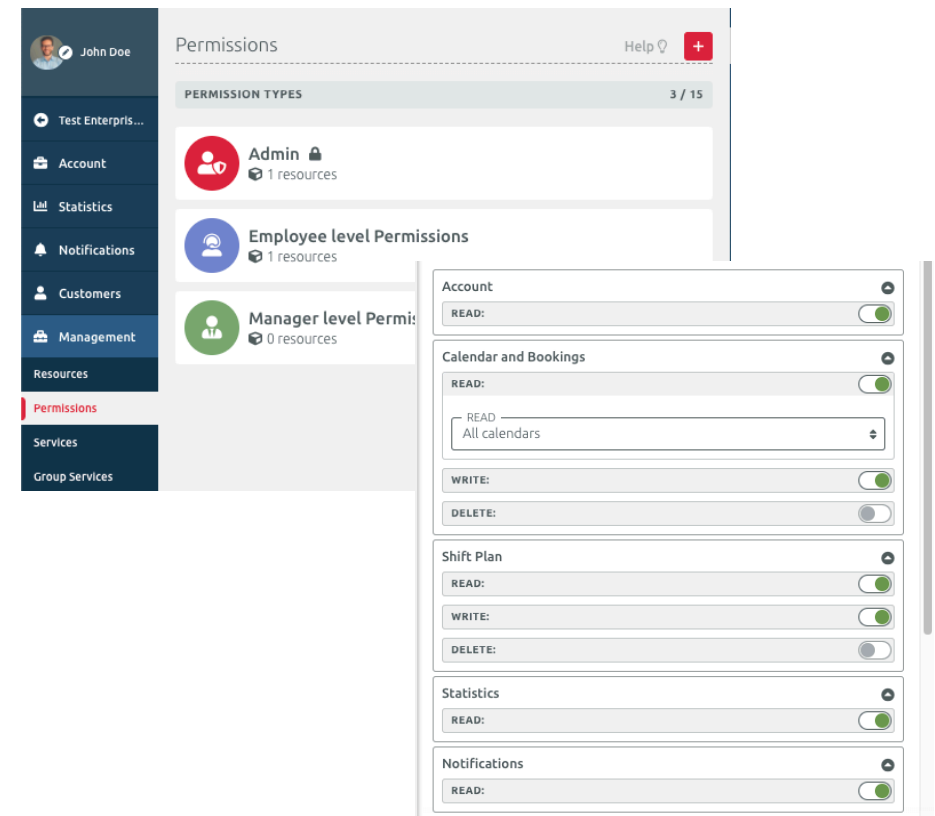 John Doe
Test Enterpris...
Account
Statistics
Notifications
Customers
Management
Resources
Permissions
Services
Group Services
Permissions
Help
PERMISSION TYPES 3 / 15
Admin
1 resources
Employee level Permissions
1 resources
Manager level Permis
0 resources
Account
READ:
Calendar and Bookings
READ:
READ
All calendars
WRITE:
DELETE:
Shift Plan
READ:
WRITE:
DELETE:
Statistics
READ:
Notifications
READ: